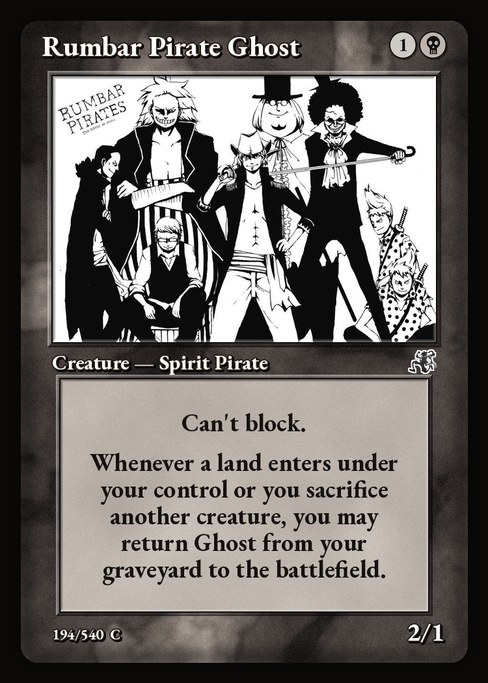 Rumbar Pirate Ghost 1
RUMBAR
PIRATES
Creature — Spirit Pirate
Can't block.
Whenever a land enters under
your control or you sacrifice
another creature, you may
return Ghost from your
graveyard to the battlefield.
194/540 C 2/1